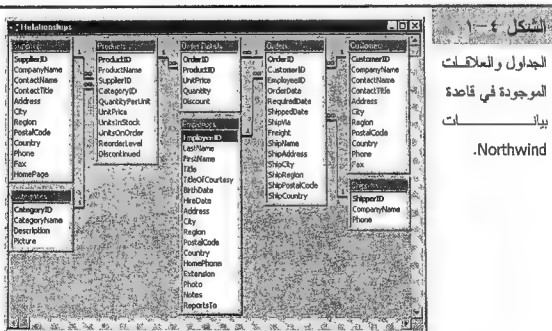 Relationships
Suppliers
SupplierID
CompanyName
ContactName
ContactTitle
Address
City
Region
PostalCode
Country
Phone
Fax
HomePage
Categories
CategoryID
CategoryName
Description
Picture
Products
ProductID
ProductName
SupplierID
CategoryID
QuantityPerUnit
UnitPrice
UnitsInStock
UnitsOnOrder
ReorderLevel
Discontinued
Order Details
OrderID
ProductID
UnitPrice
Quantity
Discount
Employees
EmployeeID
LastName
FirstName
Title
TitleOfCourtesy
BirthDate
HireDate
Address
City
Region
PostalCode
Country
HomePhone
Extension
Photo
Notes
ReportsTo
Orders
OrderID
CustomerID
EmployeeID
OrderDate
RequiredDate
ShippedDate
ShipVia
Freight
ShipName
ShipAddress
ShipCity
ShipRegion
ShipPostalCode
ShipCountry
Customers
CustomerID
CompanyName
ContactName
ContactTitle
Address
City
Region
PostalCode
Country
Phone
Fax
Shippers
ShipperID
CompanyName
Phone
الشكل ٤-١
الجداول والعلاقات
الموجودة في قاعدة
بيانـــــــات
Northwind.